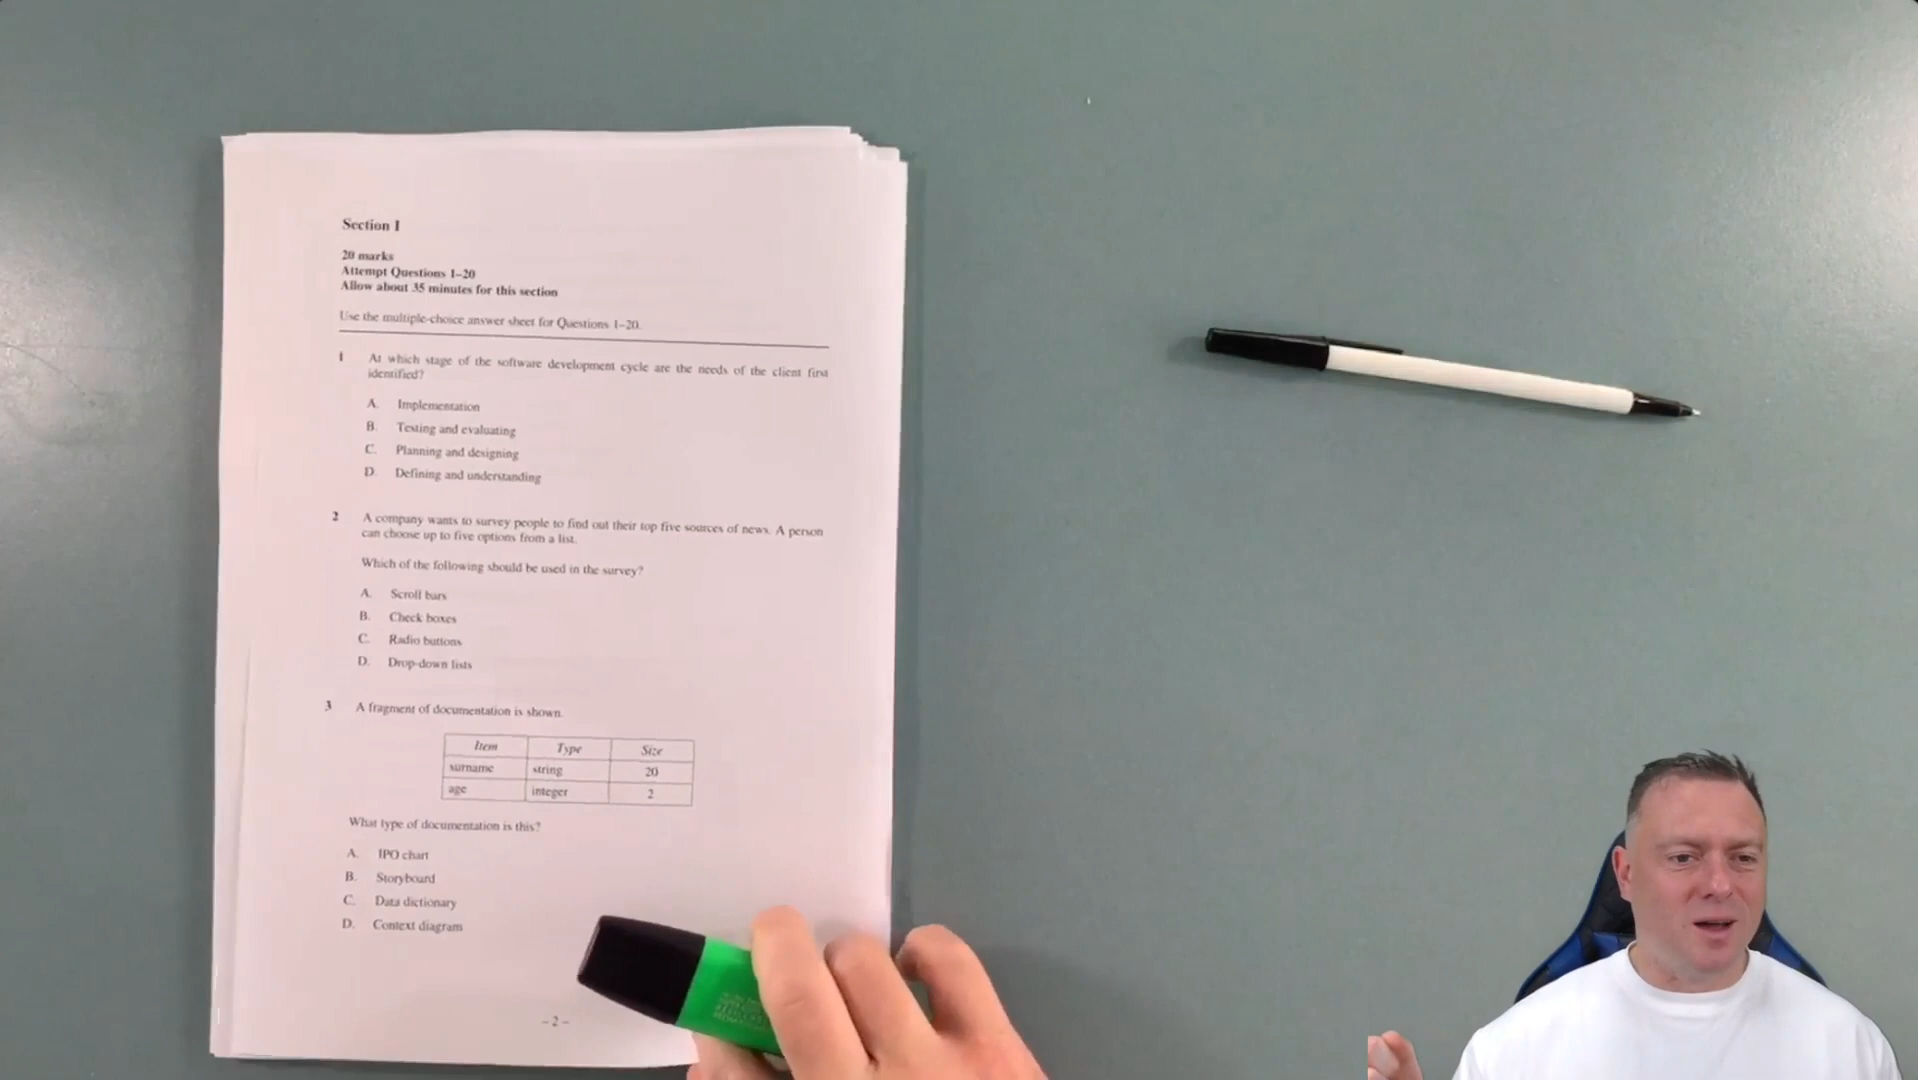 Section I
20 marks
Attempt Questions 1–20
Allow about 35 minutes for this section
Use the multiple-choice answer sheet for Questions 1–20.
1 At which stage of the software development cycle are the needs of the client first
identified?
A. Implementation
B. Testing and evaluating
C. Planning and designing
D. Defining and understanding
2 A company wants to survey people to find out their top five sources of news. A person
can choose up to five options from a list.
Which of the following should be used in the survey?
A. Scroll bars
B. Check boxes
C. Radio buttons
D. Drop-down lists
3 A fragment of documentation is shown.
Item Type Size
surname string 20
age integer 2
What type of documentation is this?
A. IPO chart
B. Storyboard
C. Data dictionary
D. Context diagram
– 2 –